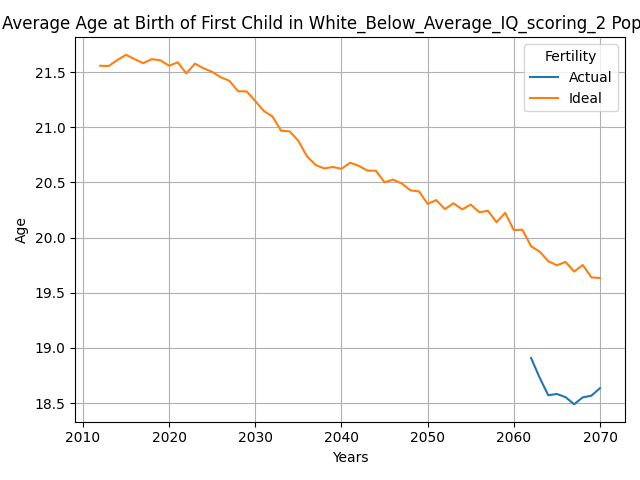 Average Age at Birth of First Child in White_Below_Average_IQ_scoring_2 Pop
Fertility
Actual
Ideal
21.5
21.0
20.5
20.0
19.5
19.0
18.5
Age
2010 2020 2030 2040 2050 2060 2070
Years